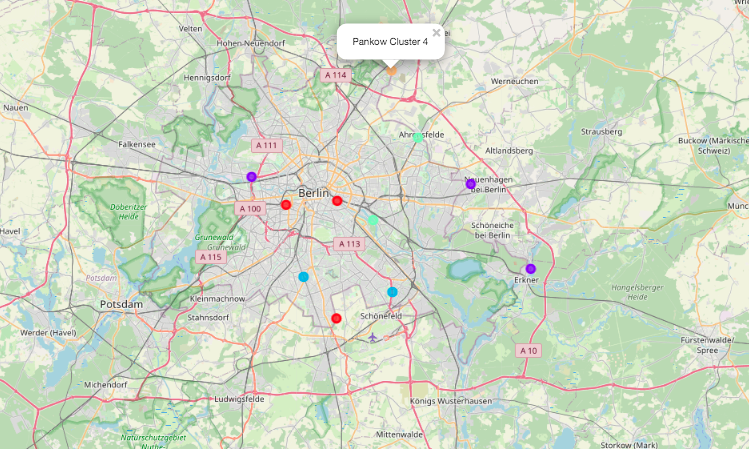 Velten
Hohen-Neuendorf
Pankow Cluster 4
×
A 114
Hennigsdorf
Werneuchen
Nauen
Falkensee
A 111
Ahrensfelde
Strausberg
Altlandsberg
Buckow (Märkische
Schweiz)
Neuenhagen
bei Berlin
Berlin
Döberitzer
Heide
A 100
Havel
Münc
Schöneiche
bei Berlin
Grunewald
Grunewald
A 113
A 115
Potsdam
Erkner
Hangelsberger
Heide
Potsdam
Kleinmachnow
Stahnsdorf
Schönefeld
Werder (Havel)
A 10
Fürstenwalde/
Spree
Michendorf
Ludwigsfelde
Königs Wusterhausen
Mittenwalde
Naturschutzgebiet
Nuthe-
Storkow (Mark)